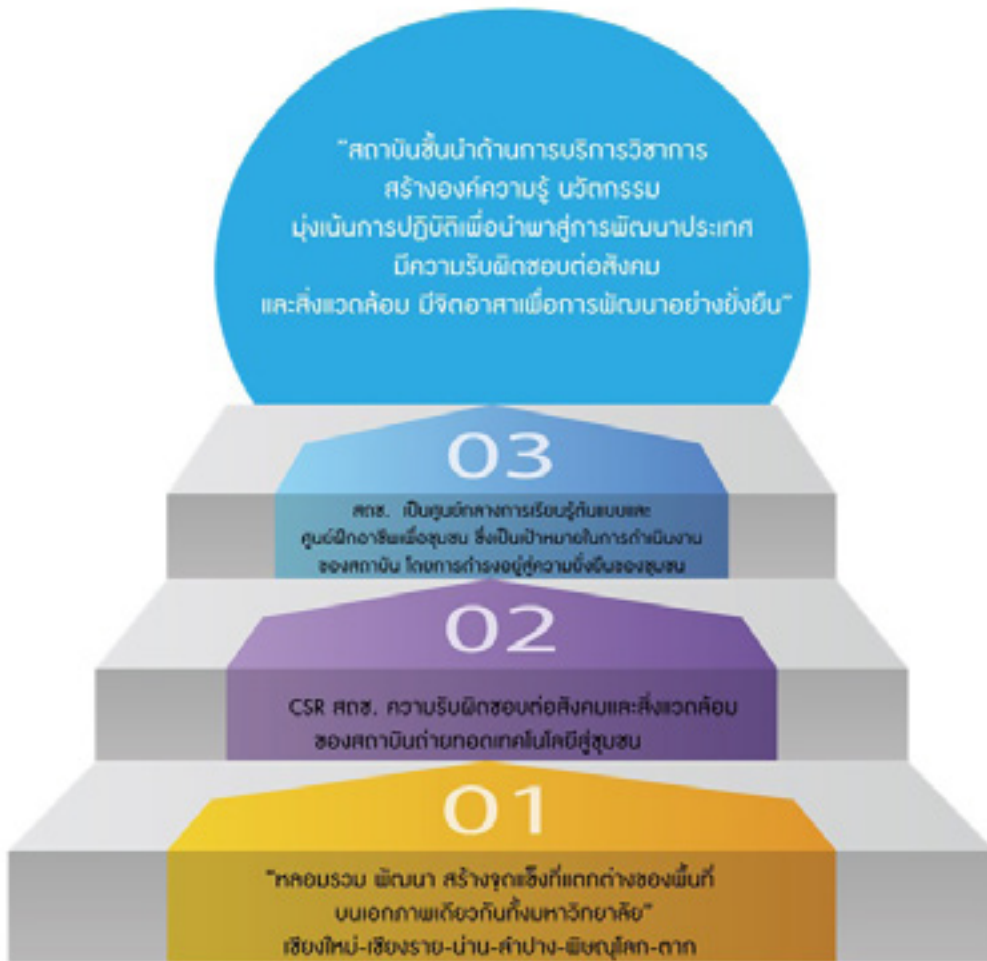 "สถาบันชั้นนำด้านการบริการวิชาการ
สร้างองค์ความรู้ นวัตกรรม
มุ่งเน้นการปฏิบัติเพื่อนำพาสู่การพัฒนาประเทศ
มีความรับผิดชอบต่อสังคม
และสิ่งแวดล้อม มีจิตอาสาเพื่อการพัฒนาอย่างยั่งยืน"
03
สถช. เป็นศูนย์กลางการเรียนรู้ต้นแบบและ
ศูนย์ฝึกอาชีพเพื่อชุมชน ซึ่งเป็นเป้าหมายในการดำเนินงาน
ของสถาบัน โดยการดำรงอยู่สู่ความยั่งยืนของชุมชน
02
CSR สถช. ความรับผิดชอบต่อสังคมและสิ่งแวดล้อม
ของสถาบันถ่ายทอดเทคโนโลยีสู่ชุมชน
01
"หลอมรวม พัฒนา สร้างจุดแข็งที่แตกต่างของพื้นที่
บนเอกภาพเดียวกันทั้งมหาวิทยาลัย"
เชียงใหม่-เชียงราย-น่าน-ลำปาง-พิษณุโลก-ตาก